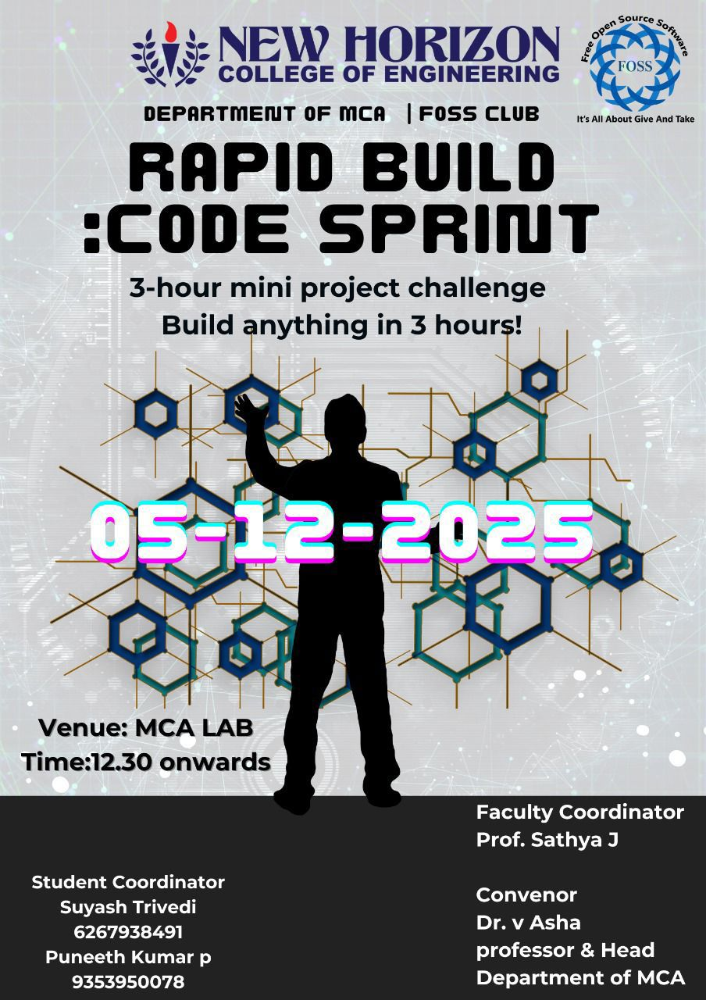 NEW HORIZON
COLLEGE OF ENGINEERING
Free Open Source Software
FOSS
It's All About Give And Take
DEPARTMENT OF MCA | FOSS CLUB
RAPID BUILD
:CODE SPRINT
3-hour mini project challenge
Build anything in 3 hours!
05-12-2025
Venue: MCA LAB
Time:12.30 onwards
Faculty Coordinator
Prof. Sathya J
Convenor
Dr. v Asha
professor & Head
Department of MCA
Student Coordinator
Suyash Trivedi
6267938491
Puneeth Kumar p
9353950078